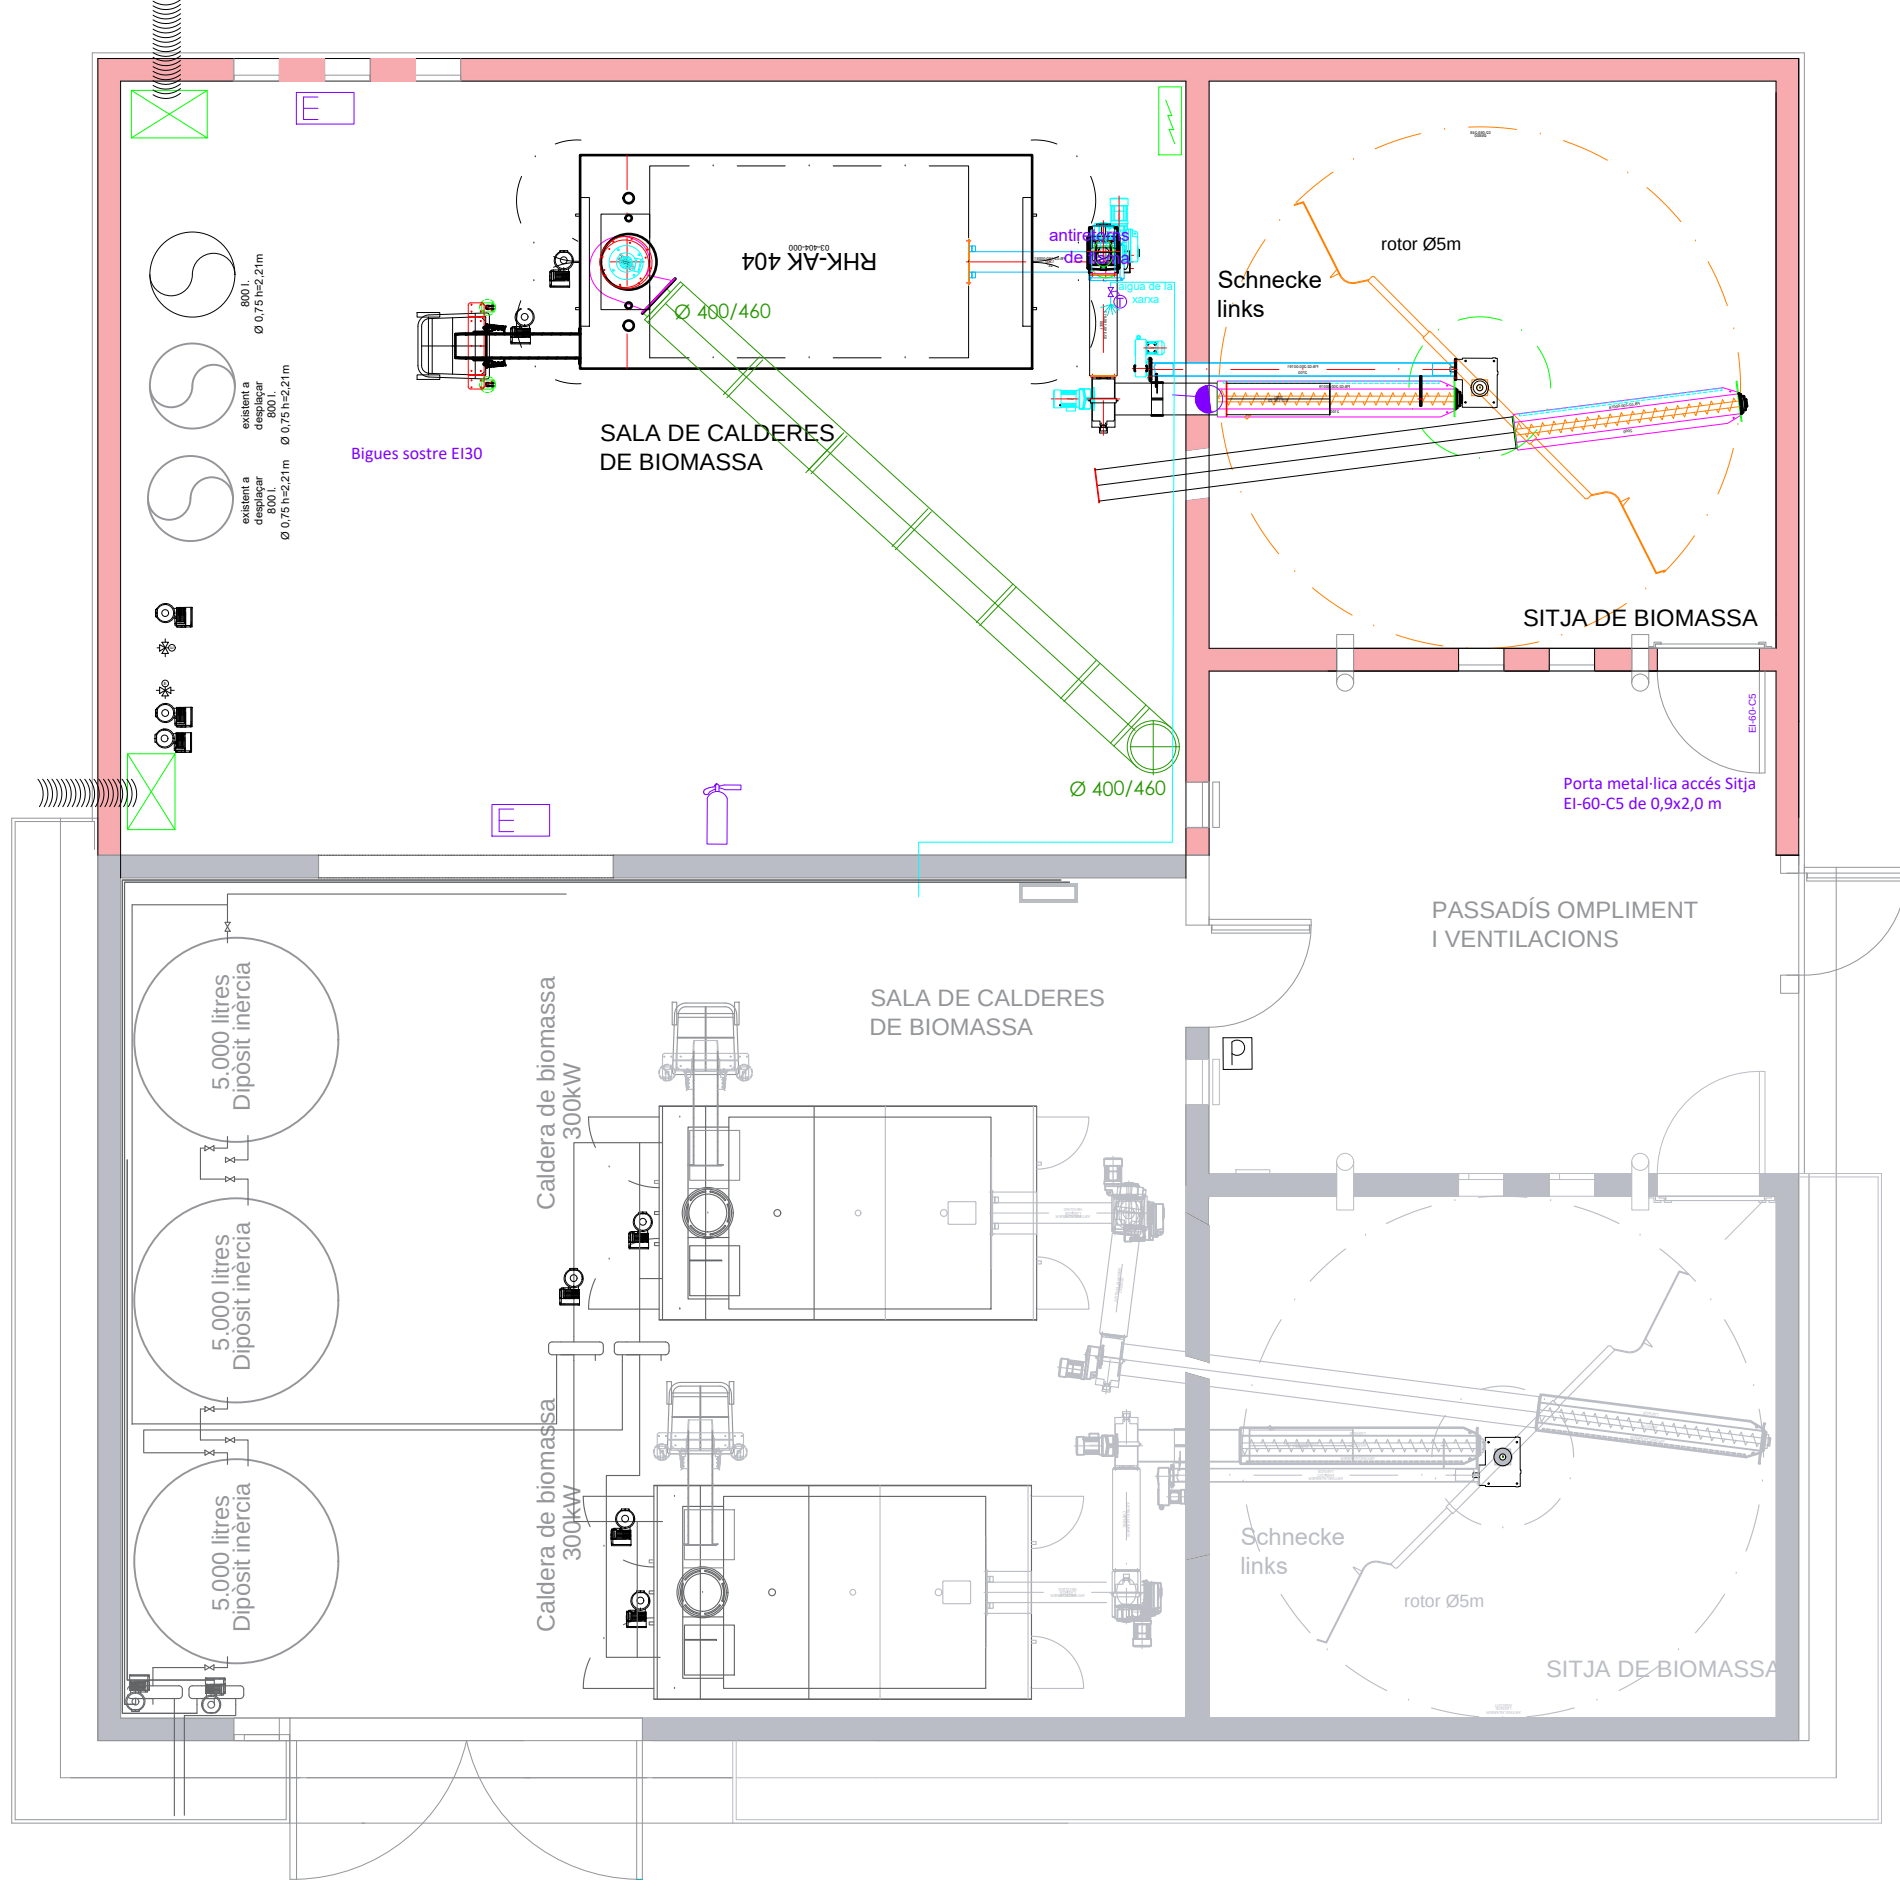 E
RHK-AK 404
03-404-000
antiretorns
de flama
aigua de la
xarxa
rotor Ø5m
Schnecke
links
800 l.
Ø 0,75 h=2,21m
existent a
desplaçar
800 l.
Ø 0,75 h=2,21m
existent a
desplaçar
800 l.
Ø 0,75 h=2,21m
Ø 400/460
Bigues sostre EI30
SALA DE CALDERES
DE BIOMASSA
SITJA DE BIOMASSA
EI-60-C5
Porta metal·lica accés Sitja
EI-60-C5 de 0,9x2,0 m
Ø 400/460
E
PASSADÍS OMPLIMENT
I VENTILACIONS
SALA DE CALDERES
DE BIOMASSA
P
5.000 litres
Dipòsit inèrcia
Caldera de biomassa
300kW
5.000 litres
Dipòsit inèrcia
Caldera de biomassa
300kW
5.000 litres
Dipòsit inèrcia
Schnecke
links
rotor Ø5m
SITJA DE BIOMASSA